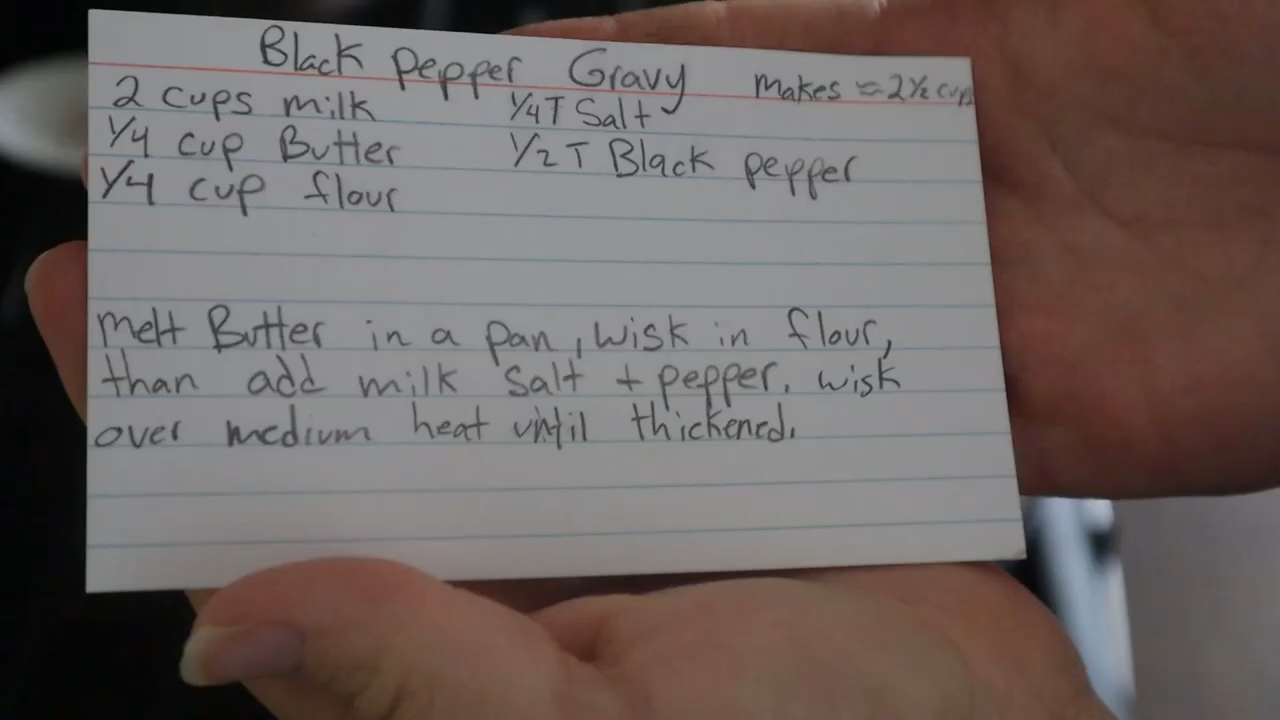 Black Pepper Gravy Makes ≈ 2 1/2 cups
2 cups milk 1/4 T Salt
1/4 cup Butter 1/2 T Black pepper
1/4 cup flour
Melt Butter in a pan, wisk in flour,
than add milk Salt + pepper. wisk
over medium heat until thickened.